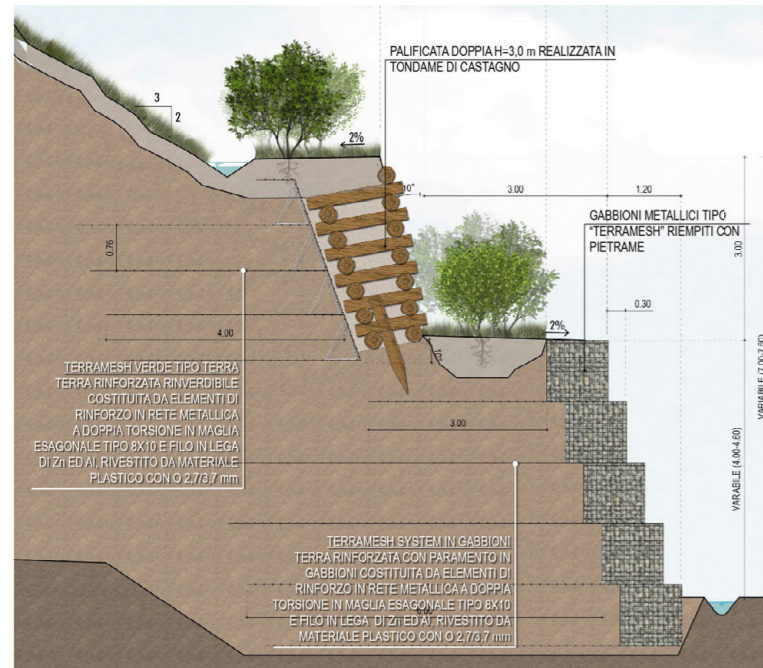 PALIFICATA DOPPIA H=3,0 m REALIZZATA IN
TONDAME DI CASTAGNO
3
2
2%
10°
3.00
1.20
GABBIONI METALLICI TIPO
"TERRAMESH" RIEMPITI CON
PIETRAME
0.76
3.00
0.30
2%
4.00
10°
TERRAMESH VERDE TIPO TERRA
TERRA RINFORZATA RINVERDIBILE
COSTITUITA DA ELEMENTI DI
RINFORZO IN RETE METALLICA
A DOPPIA TORSIONE IN MAGLIA
ESAGONALE TIPO 8X10 E FILO IN LEGA
DI Zn ED Al, RIVESTITO DA MATERIALE
PLASTICO CON O 2,7/3,7 mm
3.00
VARIABILE (7.00-7.60)
VARABILE (4.00-4.60)
TERRAMESH SYSTEM IN GABBIONI
TERRA RINFORZATA CON PARAMENTO IN
GABBIONI COSTITUITA DA ELEMENTI DI
RINFORZO IN RETE METALLICA A DOPPIA
TORSIONE IN MAGLIA ESAGONALE TIPO 8X10
E FILO IN LEGA DI Zn ED Al, RIVESTITO DA
MATERIALE PLASTICO CON O 2,7/3,7 mm